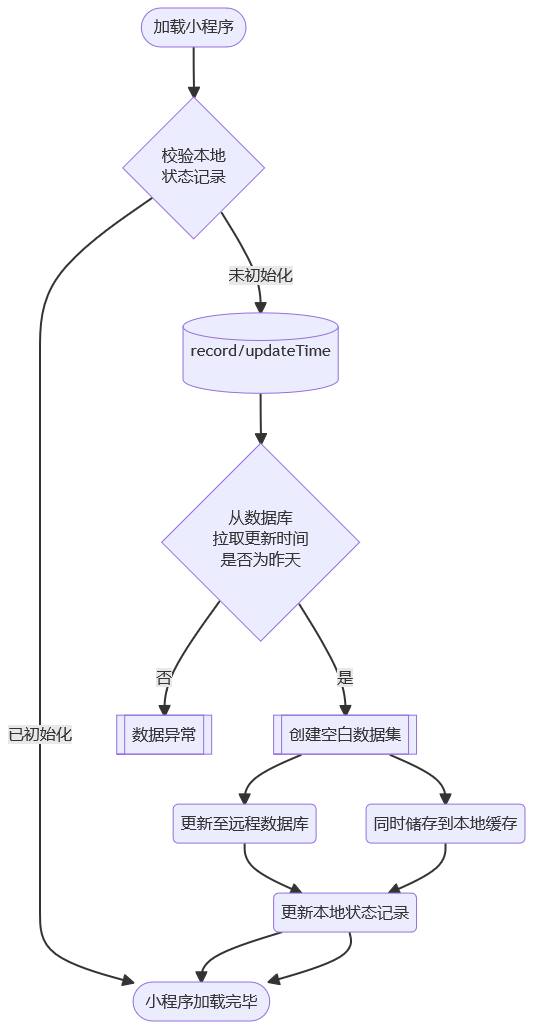 加载小程序
校验本地
状态记录
未初始化
record/updateTime
从数据库
拉取更新时间
是否为昨天
否
是
已初始化
数据异常
创建空白数据集
更新至远程数据库
同时储存到本地缓存
更新本地状态记录
小程序加载完毕